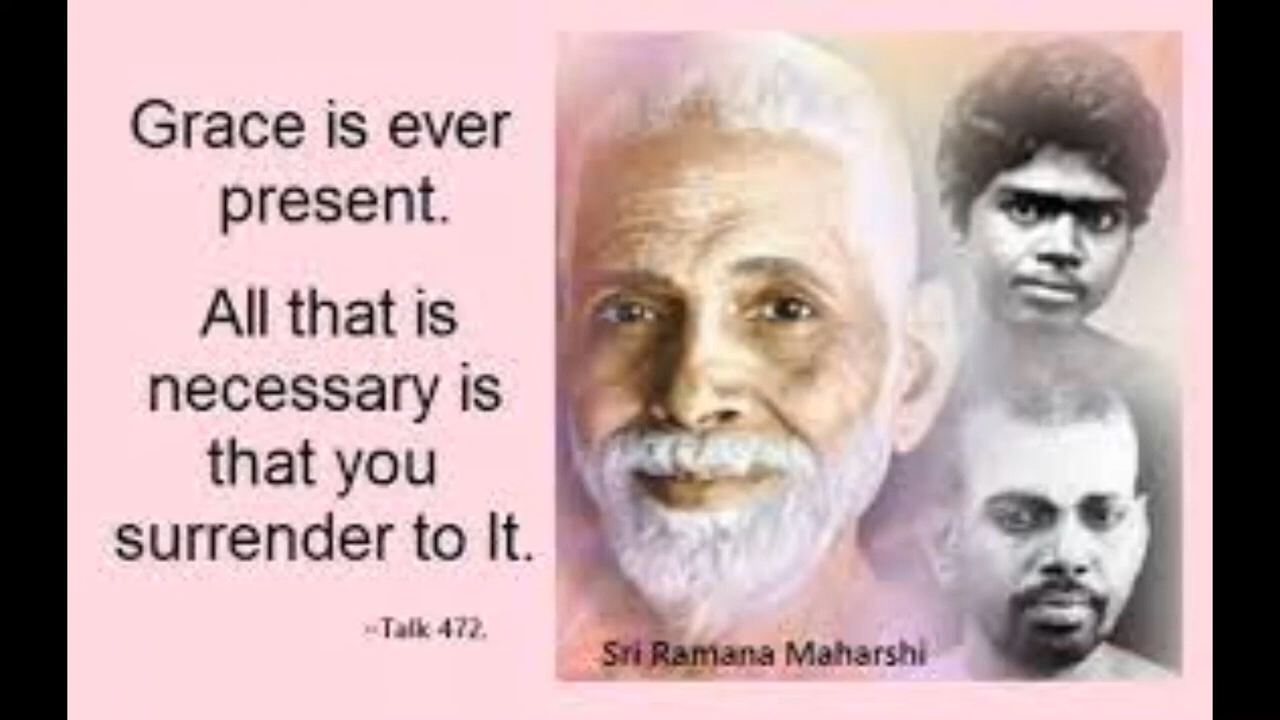 Grace is ever
present.
All that is
necessary is
that you
surrender to It.
--Talk 472.
Sri Ramana Maharshi